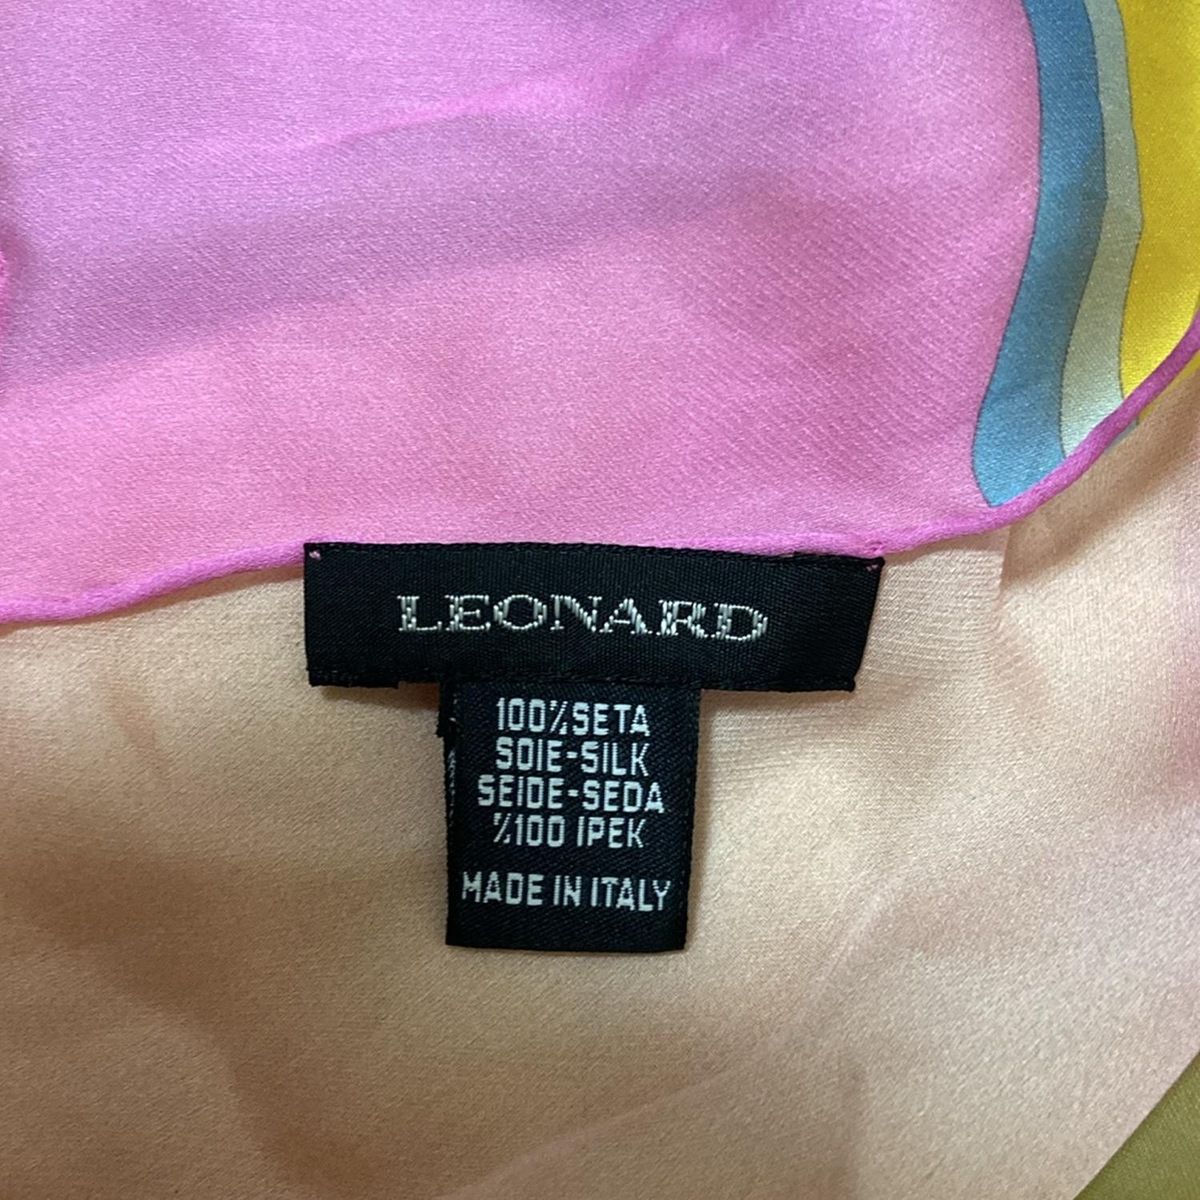 LEONARD
100%SETA
SOIE-SILK
SEIDE-SEDA
%100 IPEK
MADE IN ITALY